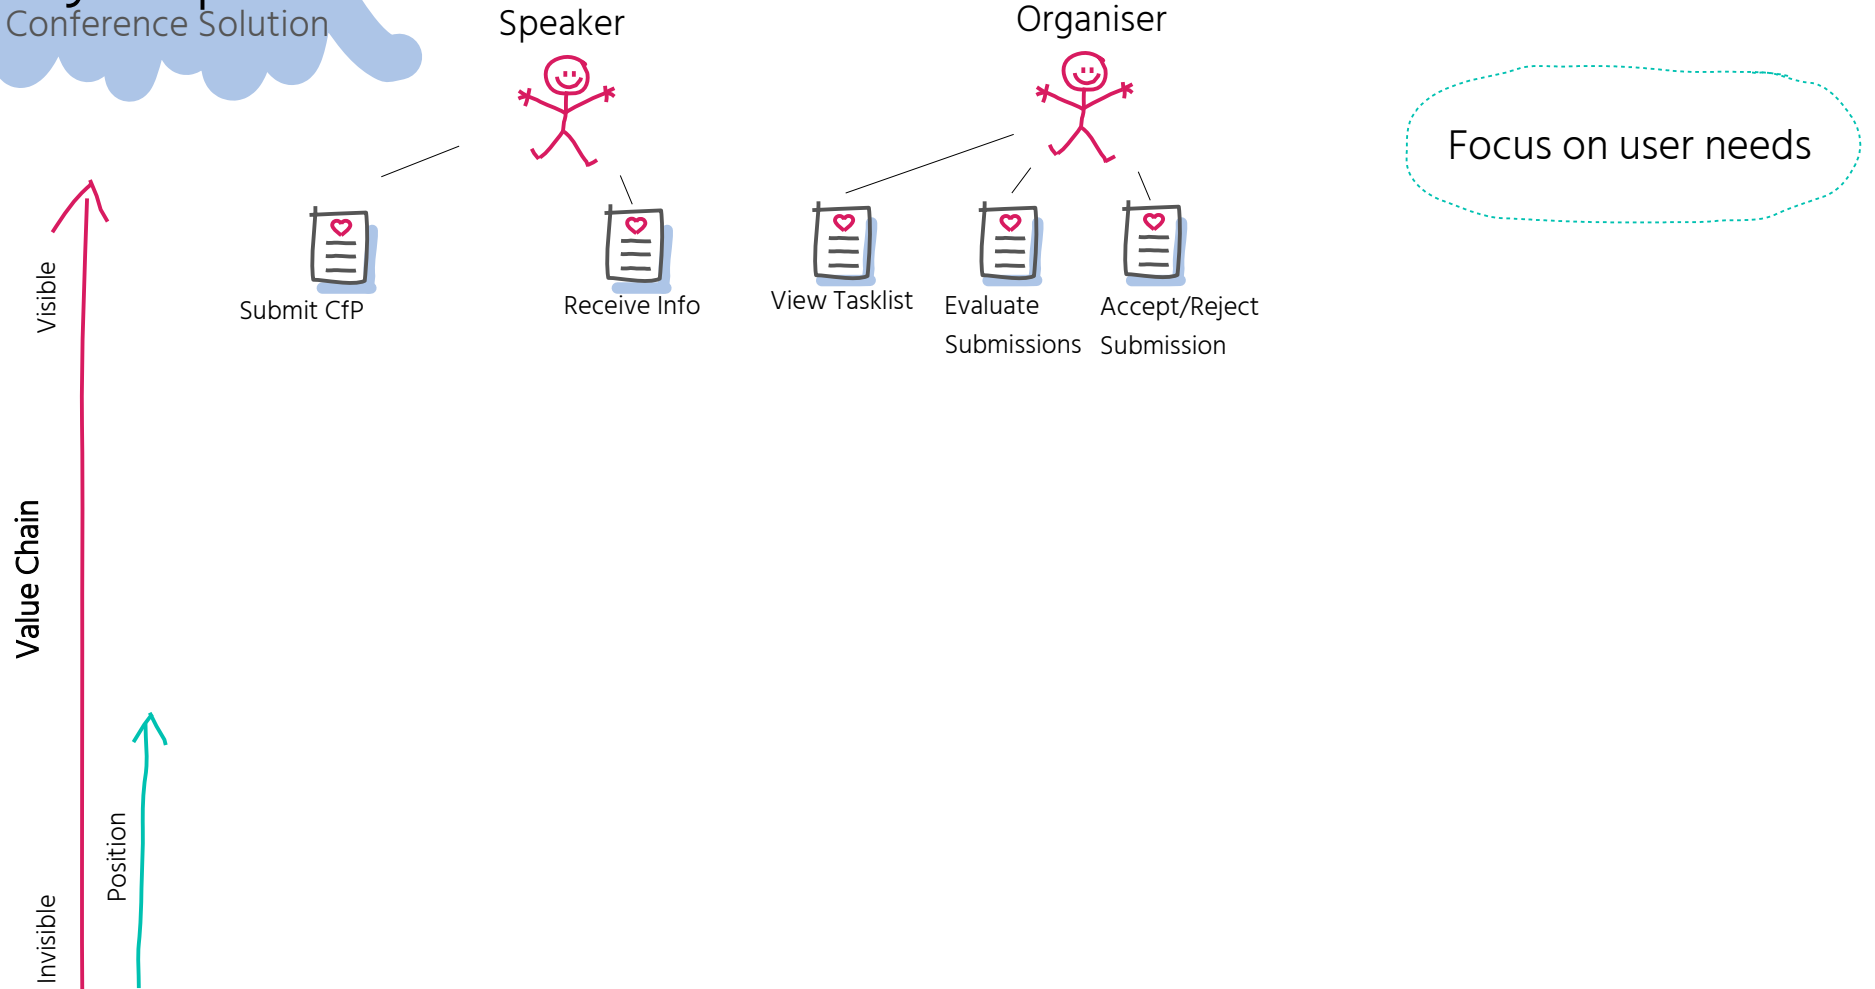 Conference Solution
Speaker
Organiser
Focus on user needs
Submit CfP
Receive Info
View Tasklist
Evaluate
Submissions
Accept/Reject
Submission
Visible
Value Chain
Position
Invisible